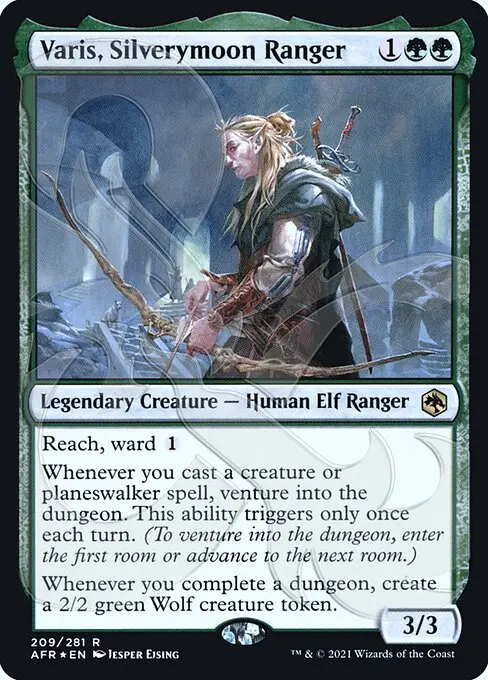 Varis, Silverymoon Ranger 1
Legendary Creature — Human Elf Ranger
Reach, ward 1
Whenever you cast a creature or
planeswalker spell, venture into the
dungeon. This ability triggers only once
each turn. (To venture into the dungeon, enter
the first room or advance to the next room.)
Whenever you complete a dungeon, create
a 2/2 green Wolf creature token.
3/3
209/281 R
AFR ★ EN Jesper Eising
™ & © 2021 Wizards of the Coast